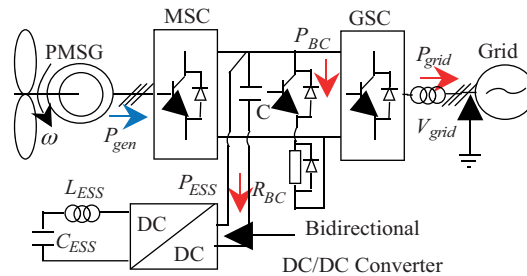 MSC
GSC
PMSG
P_BC
P_grid
Grid
C
ω
P_gen
V_grid
P_ESS
R_BC
L_ESS
C_ESS
DC
DC
Bidirectional
DC/DC Converter